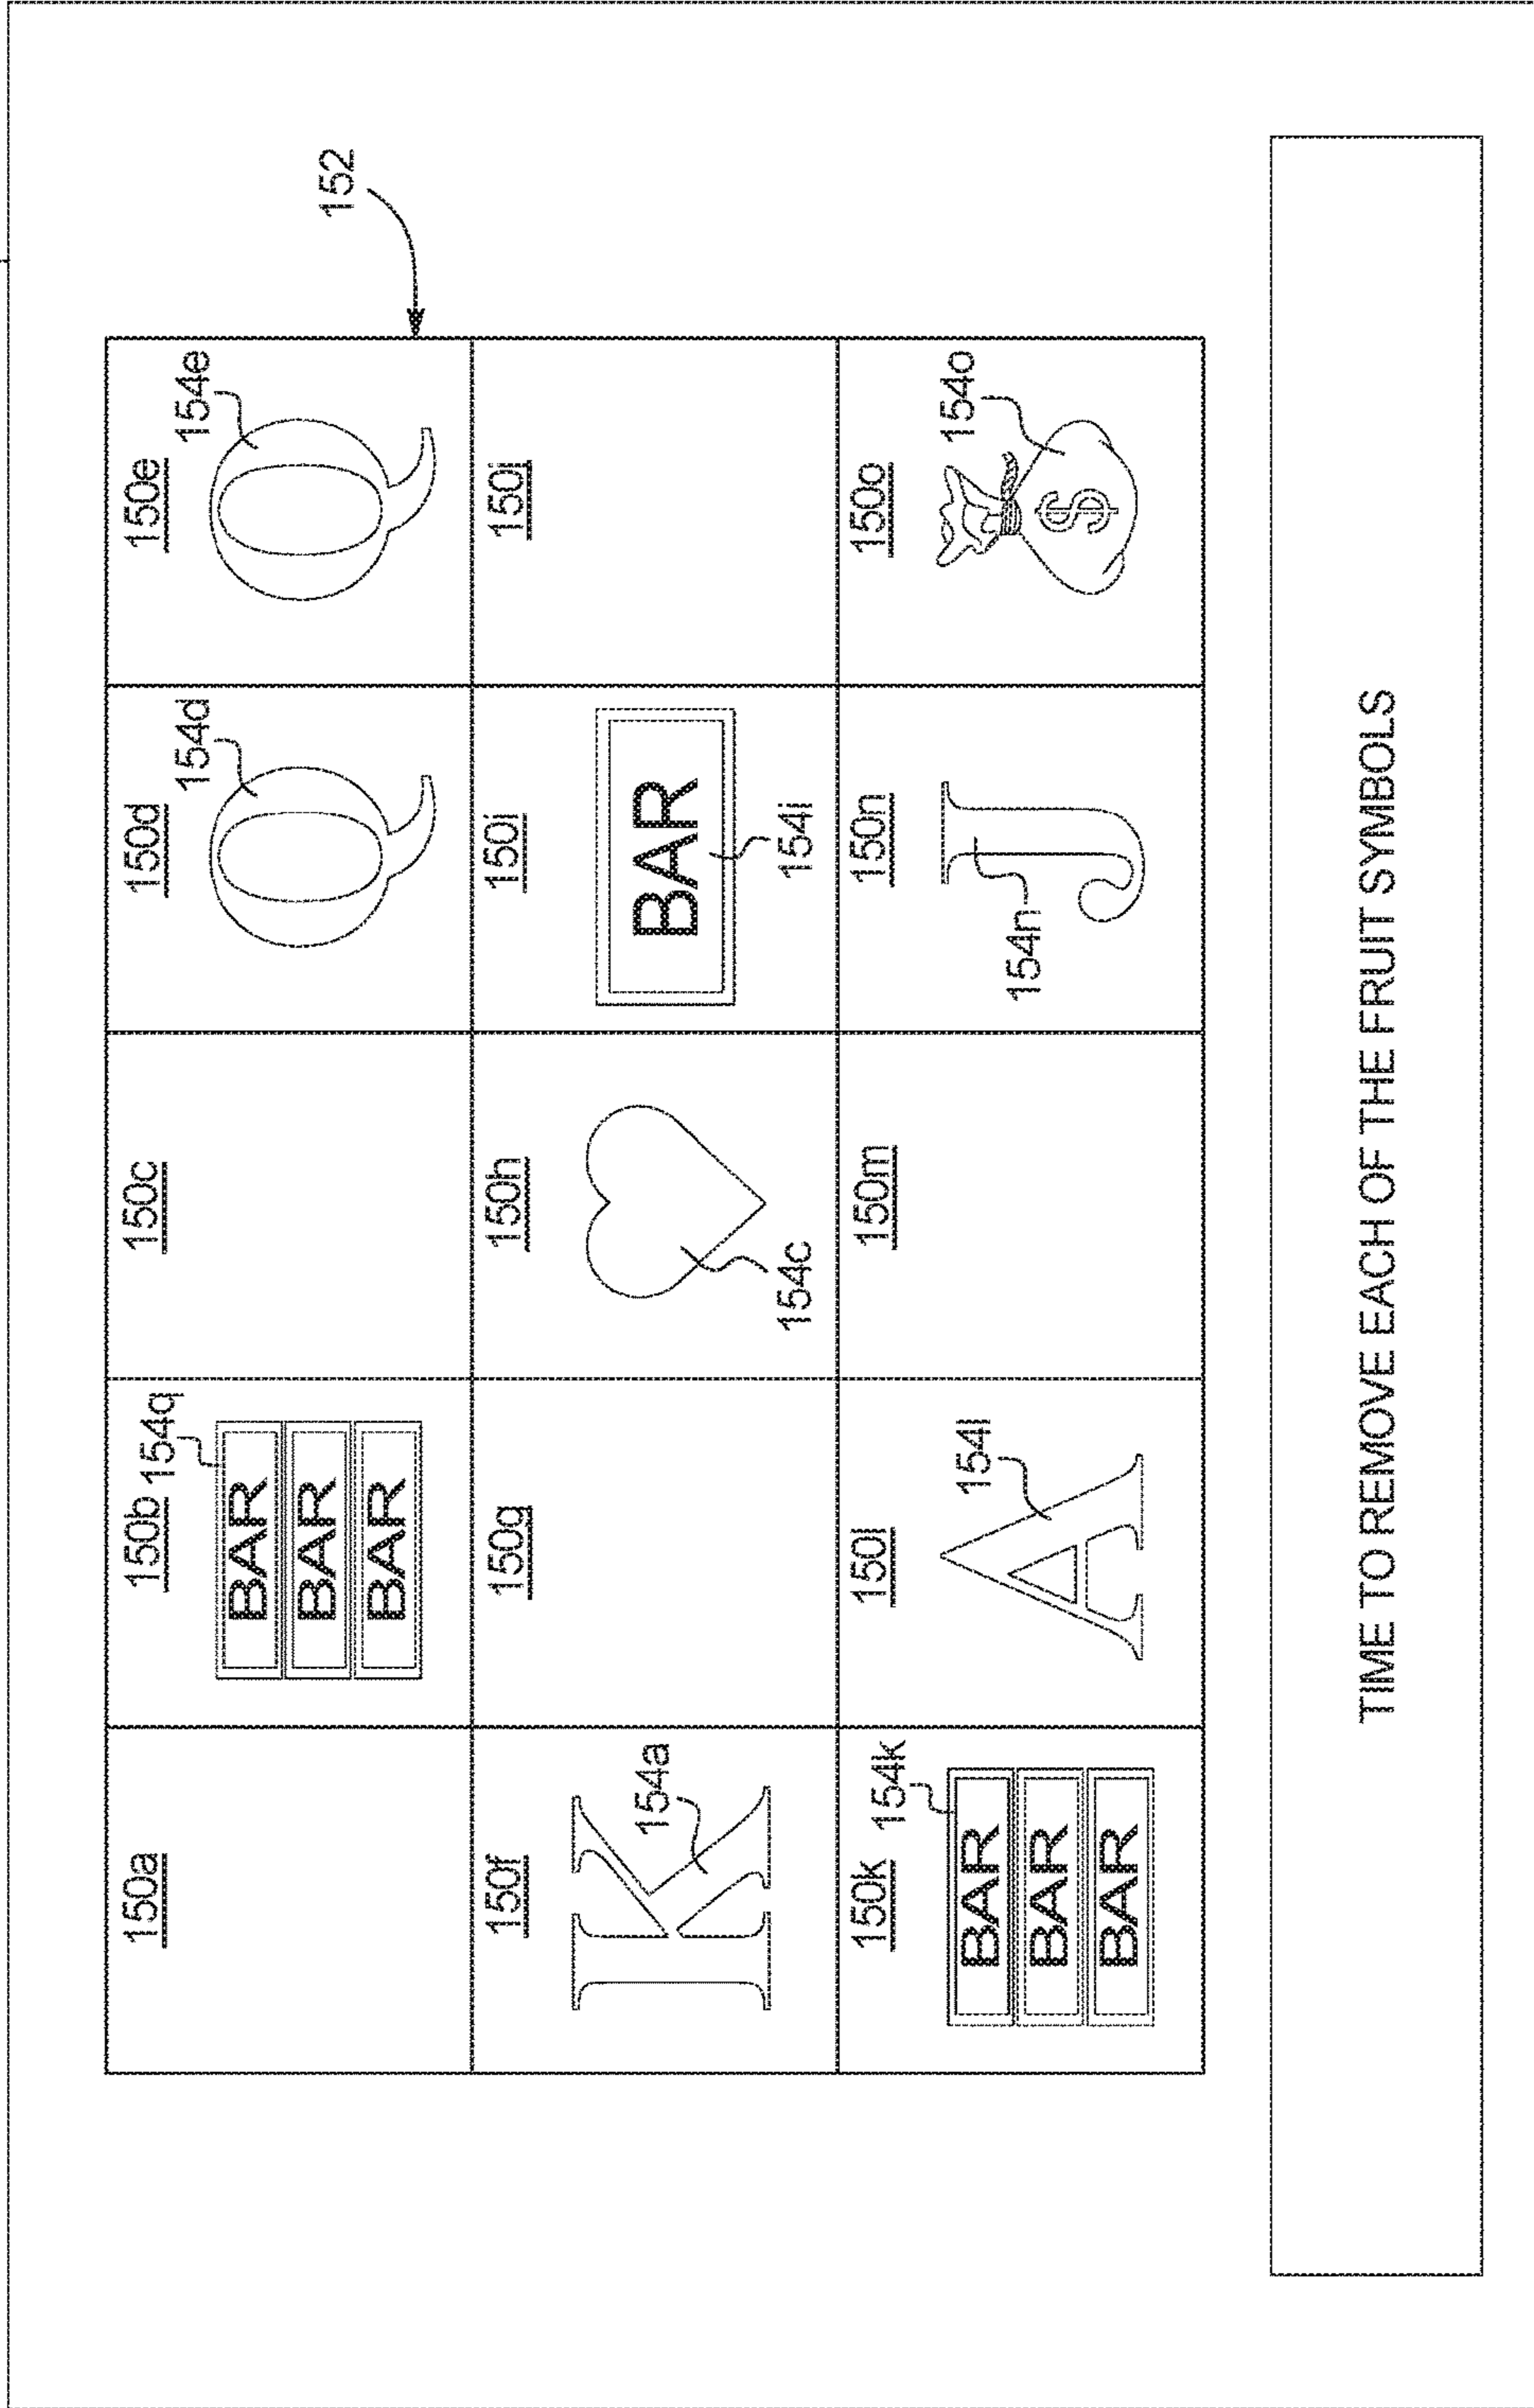 152
150a
150b 154q
BAR
BAR
BAR
150c
150d
154d
Q
150e
154e
Q
150f
K
154a
150g
150h
154c
150i
BAR
154i
150j
150k
154k
BAR
BAR
BAR
150l
A
154l
150m
150n
J
154n
150o
154o
$
TIME TO REMOVE EACH OF THE FRUIT SYMBOLS